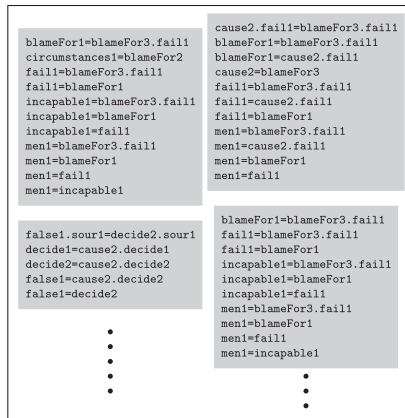 blameFor1=blameFor3.fail1
circumstances1=blameFor2
fail1=blameFor3.fail1
fail1=blameFor1
incapable1=blameFor3.fail1
incapable1=blameFor1
incapable1=fail1
men1=blameFor3.fail1
men1=blameFor1
men1=fail1
men1=incapable1
false1.sour1=decide2.sour1
decide1=cause2.decide1
decide2=cause2.decide2
false1=cause2.decide2
false1=decide2
cause2.fail1=blameFor3.fail1
blameFor1=blameFor3.fail1
blameFor1=cause2.fail1
cause2=blameFor3
fail1=blameFor3.fail1
fail1=cause2.fail1
fail1=blameFor1
men1=blameFor3.fail1
men1=cause2.fail1
men1=blameFor1
men1=fail1
blameFor1=blameFor3.fail1
fail1=blameFor3.fail1
fail1=blameFor1
incapable1=blameFor3.fail1
incapable1=blameFor1
incapable1=fail1
men1=blameFor3.fail1
men1=blameFor1
men1=fail1
men1=incapable1